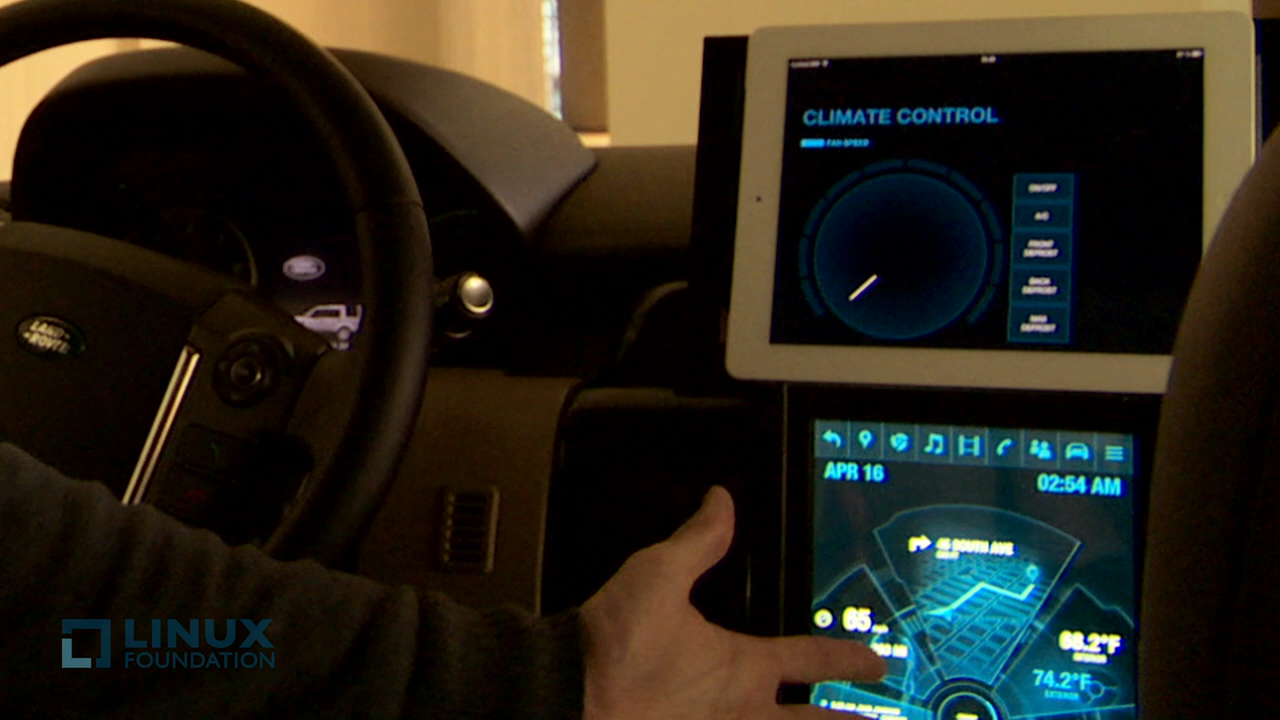 CLIMATE CONTROL
FAN SPEED
ON/OFF
A/C
FRONT
DEFROST
BACK
DEFROST
MAX
DEFROST
LAND
ROVER
APR 16
02:54 AM
45 SOUTH AVE
65
68.2°F
74.2°F
EXTERIOR
LINUX
FOUNDATION